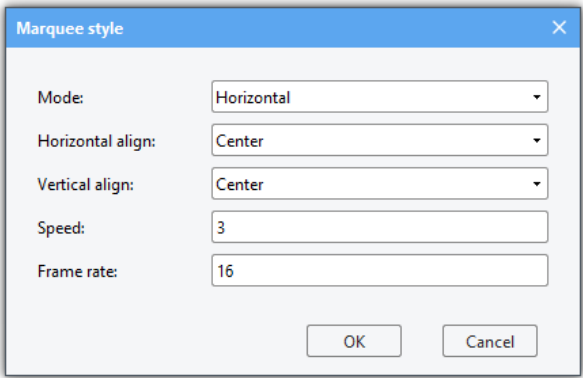 Marquee style
Mode: Horizontal
Horizontal align: Center
Vertical align: Center
Speed: 3
Frame rate: 16
OK Cancel